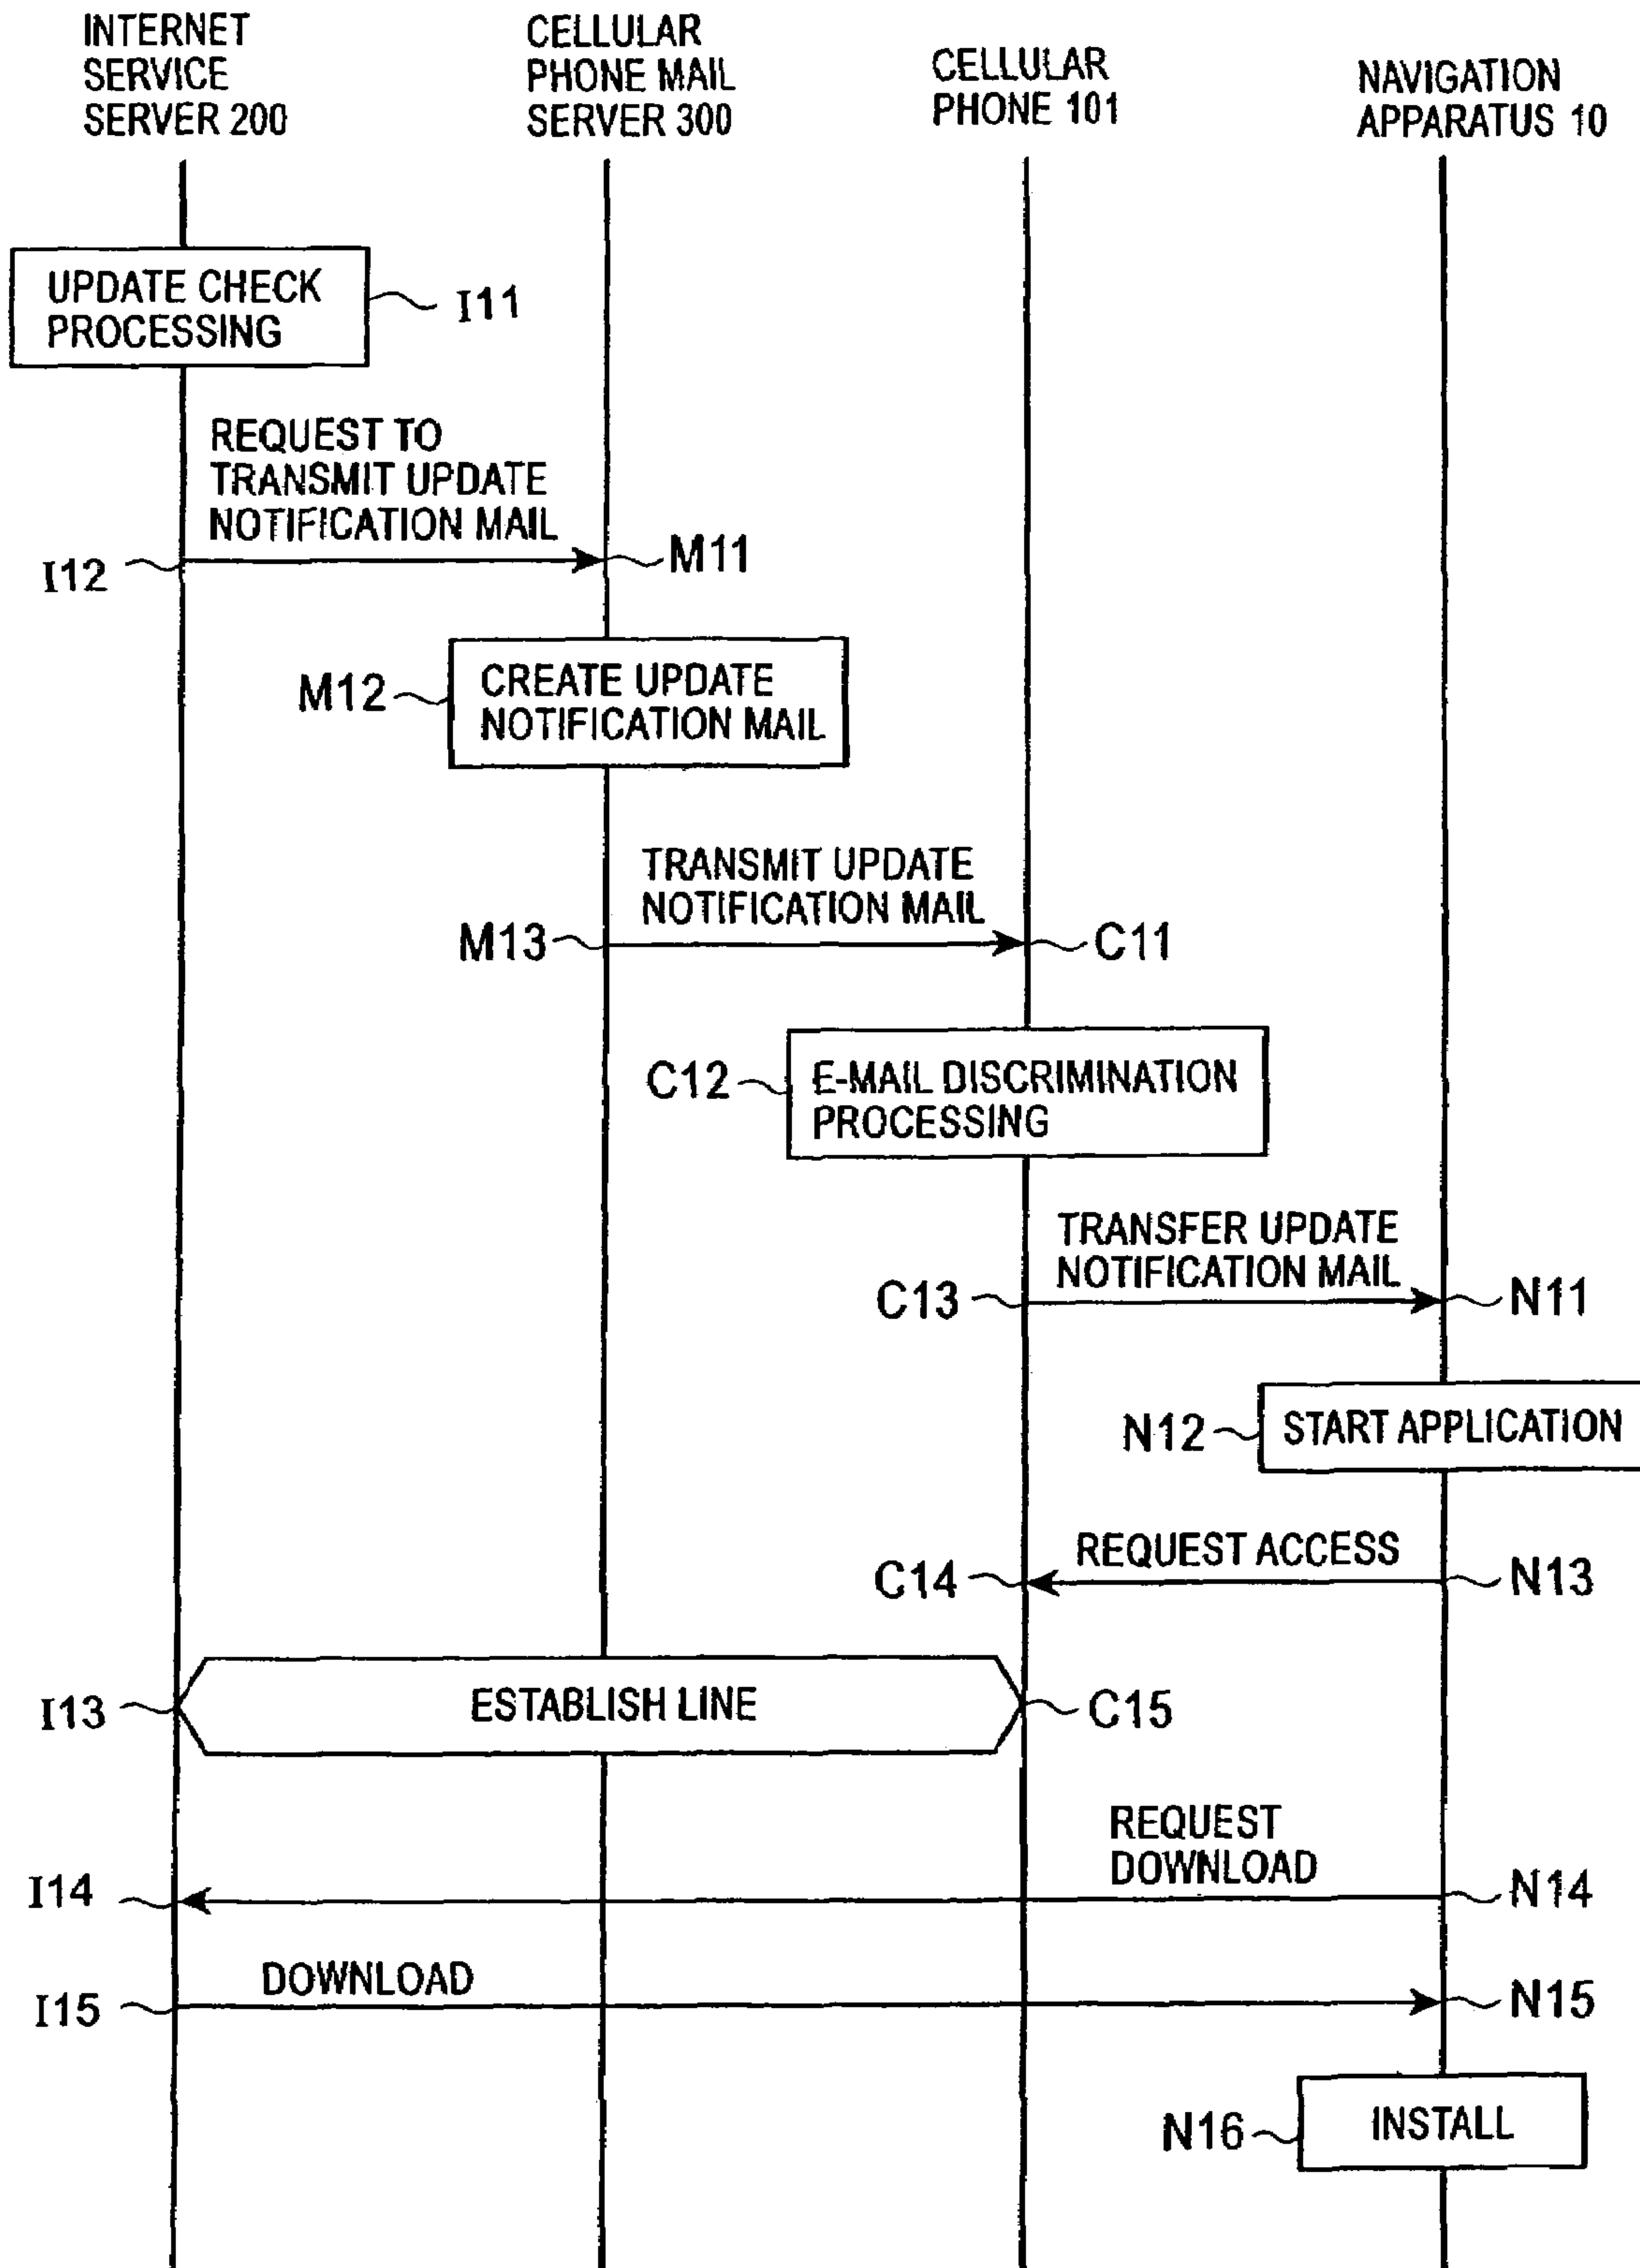 INTERNET
SERVICE
SERVER 200
CELLULAR
PHONE MAIL
SERVER 300
CELLULAR
PHONE 101
NAVIGATION
APPARATUS 10
UPDATE CHECK
PROCESSING
I11
REQUEST TO
TRANSMIT UPDATE
NOTIFICATION MAIL
I12
M11
M12
CREATE UPDATE
NOTIFICATION MAIL
TRANSMIT UPDATE
NOTIFICATION MAIL
M13
C11
C12
E-MAIL DISCRIMINATION
PROCESSING
TRANSFER UPDATE
NOTIFICATION MAIL
C13
N11
N12
START APPLICATION
REQUEST ACCESS
C14
N13
I13
ESTABLISH LINE
C15
REQUEST
DOWNLOAD
I14
N14
DOWNLOAD
I15
N15
N16
INSTALL